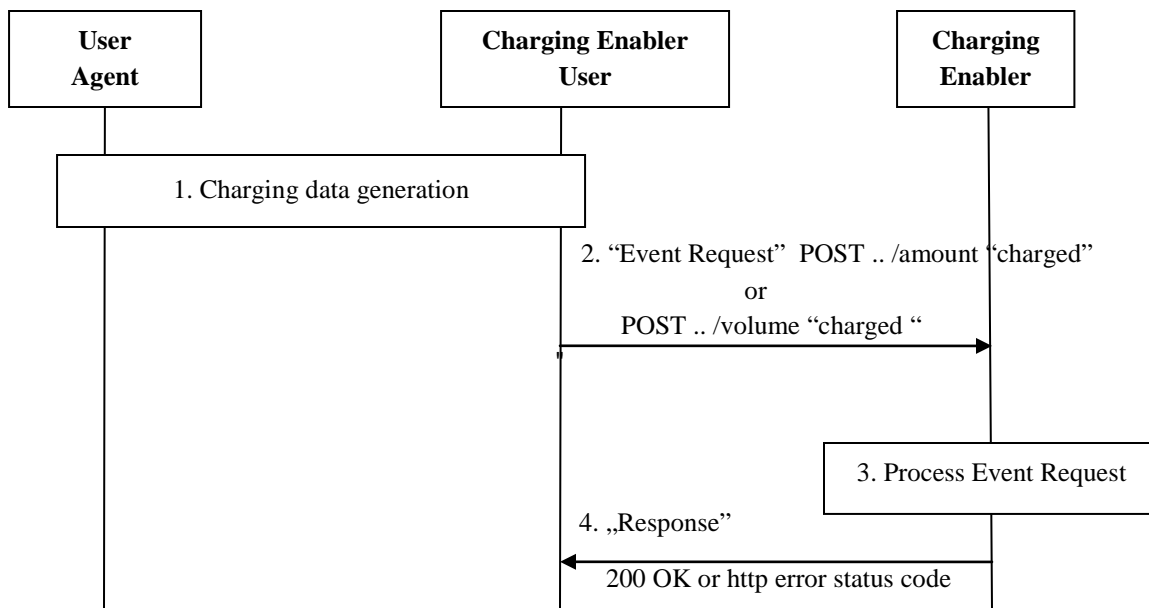 User
Agent
Charging Enabler
User
Charging
Enabler
1. Charging data generation
2. “Event Request”  POST .. /amount “charged”
or
POST .. /volume “charged “
"
3. Process Event Request
4. „Response”
200 OK or http error status code